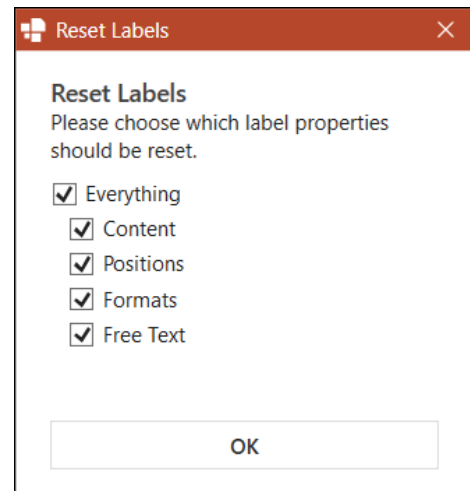 Reset Labels
Reset Labels
Please choose which label properties
should be reset.
Everything
Content
Positions
Formats
Free Text
OK